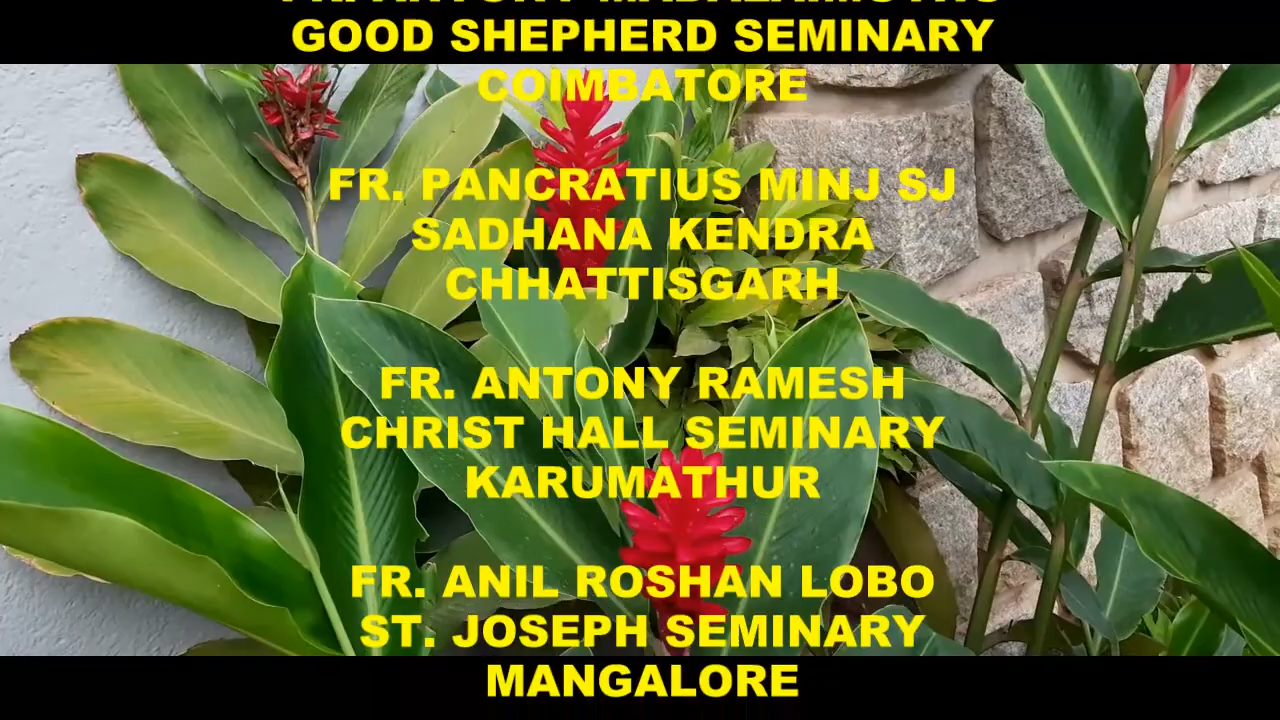 GOOD SHEPHERD SEMINARY
COIMBATORE
FR. PANCRATIUS MINJ SJ
SADHANA KENDRA
CHHATTISGARH
FR. ANTONY RAMESH
CHRIST HALL SEMINARY
KARUMATHUR
FR. ANIL ROSHAN LOBO
ST. JOSEPH SEMINARY
MANGALORE